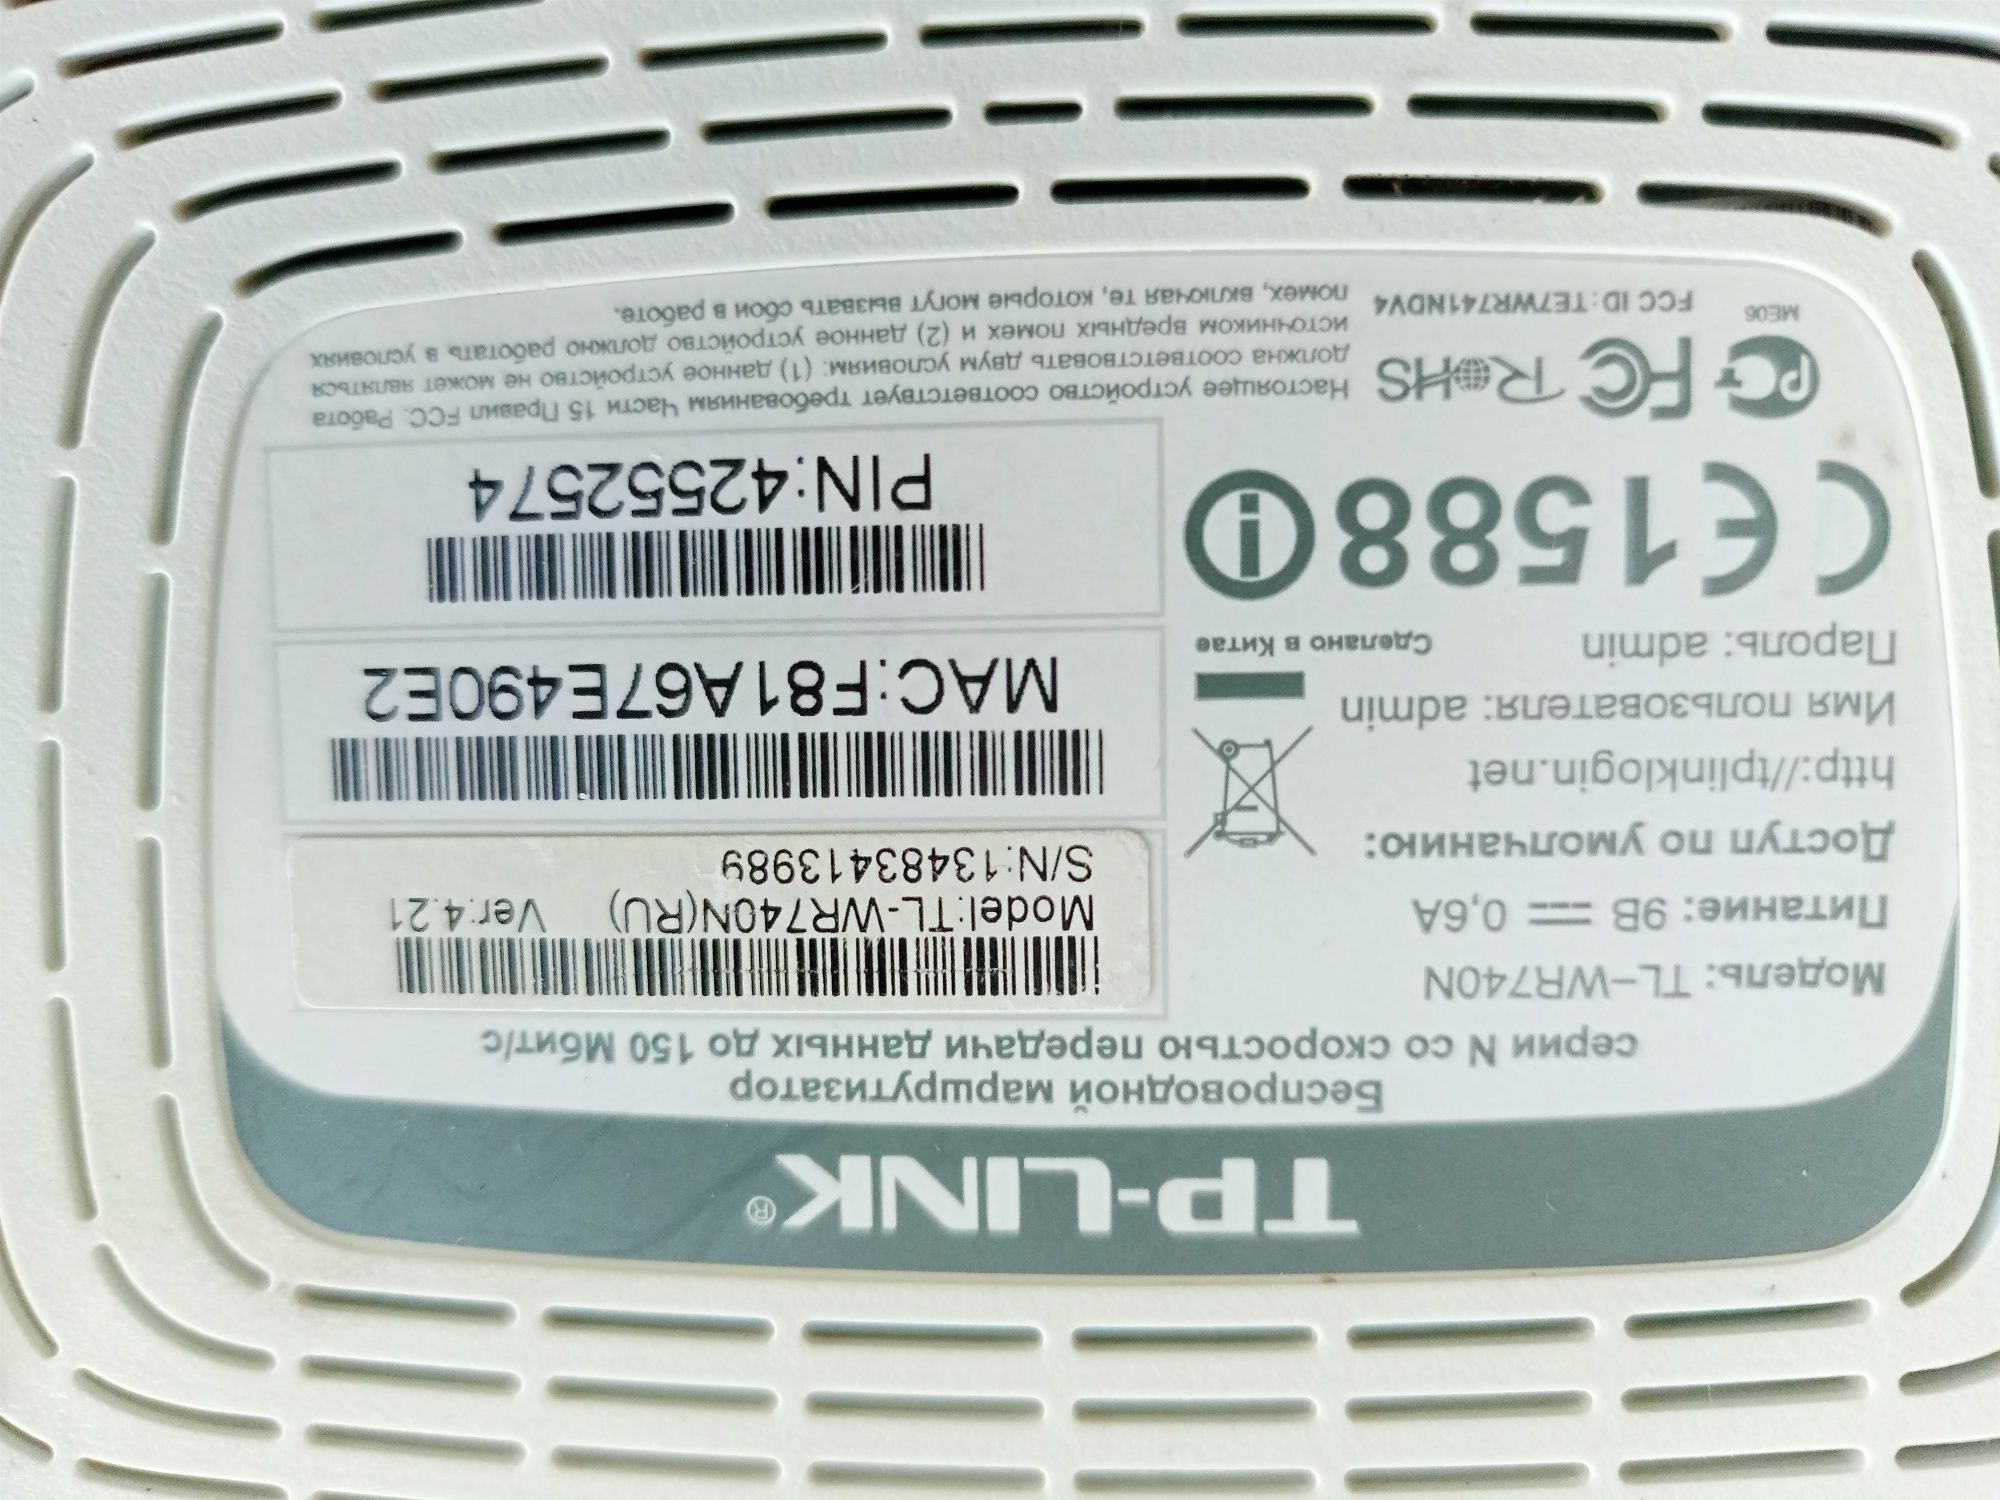 TP-LINK®
Беспроводной маршрутизатор
серии N со скоростью передачи данных до 150 Мбит/с
Модель: TL-WR740N
Питание: 9В 0,6А
Доступ по умолчанию:
http://tplinklogin.net
Имя пользователя: admin
Пароль: admin
Сделано в Китае
Model:TL-WR740N(RU) Ver:4.21
S/N:13483413989
MAC:F81A67E490E2
PIN:42552574
CE1588
FC RoHS
ME06
FCC ID:TE7WR741NDV4
Настоящее устройство соответствует требованиям Части 15 Правил FCC. Работа
должна соответствовать двум условиям: (1) данное устройство не может являться
источником вредных помех и (2) данное устройство должно работать в условиях
помех, включая те, которые могут вызвать сбои в работе.